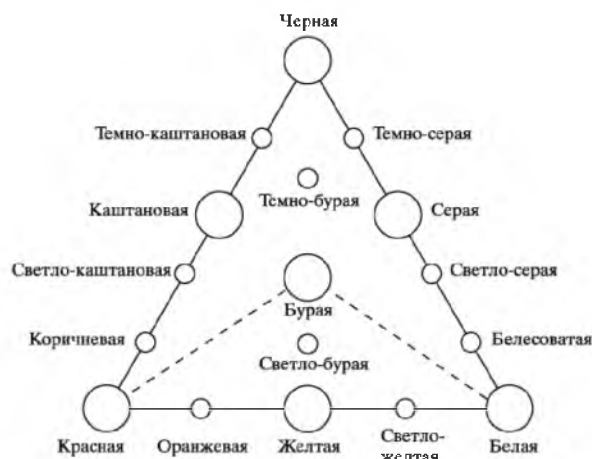 Черная
Темно-каштановая
Темно-серая
Темно-бурая
Каштановая
Серая
Светло-каштановая
Светло-серая
Бурая
Коричневая
Белесоватая
Светло-бурая
Красная
Оранжевая
Желтая
Светло-
желтая
Белая